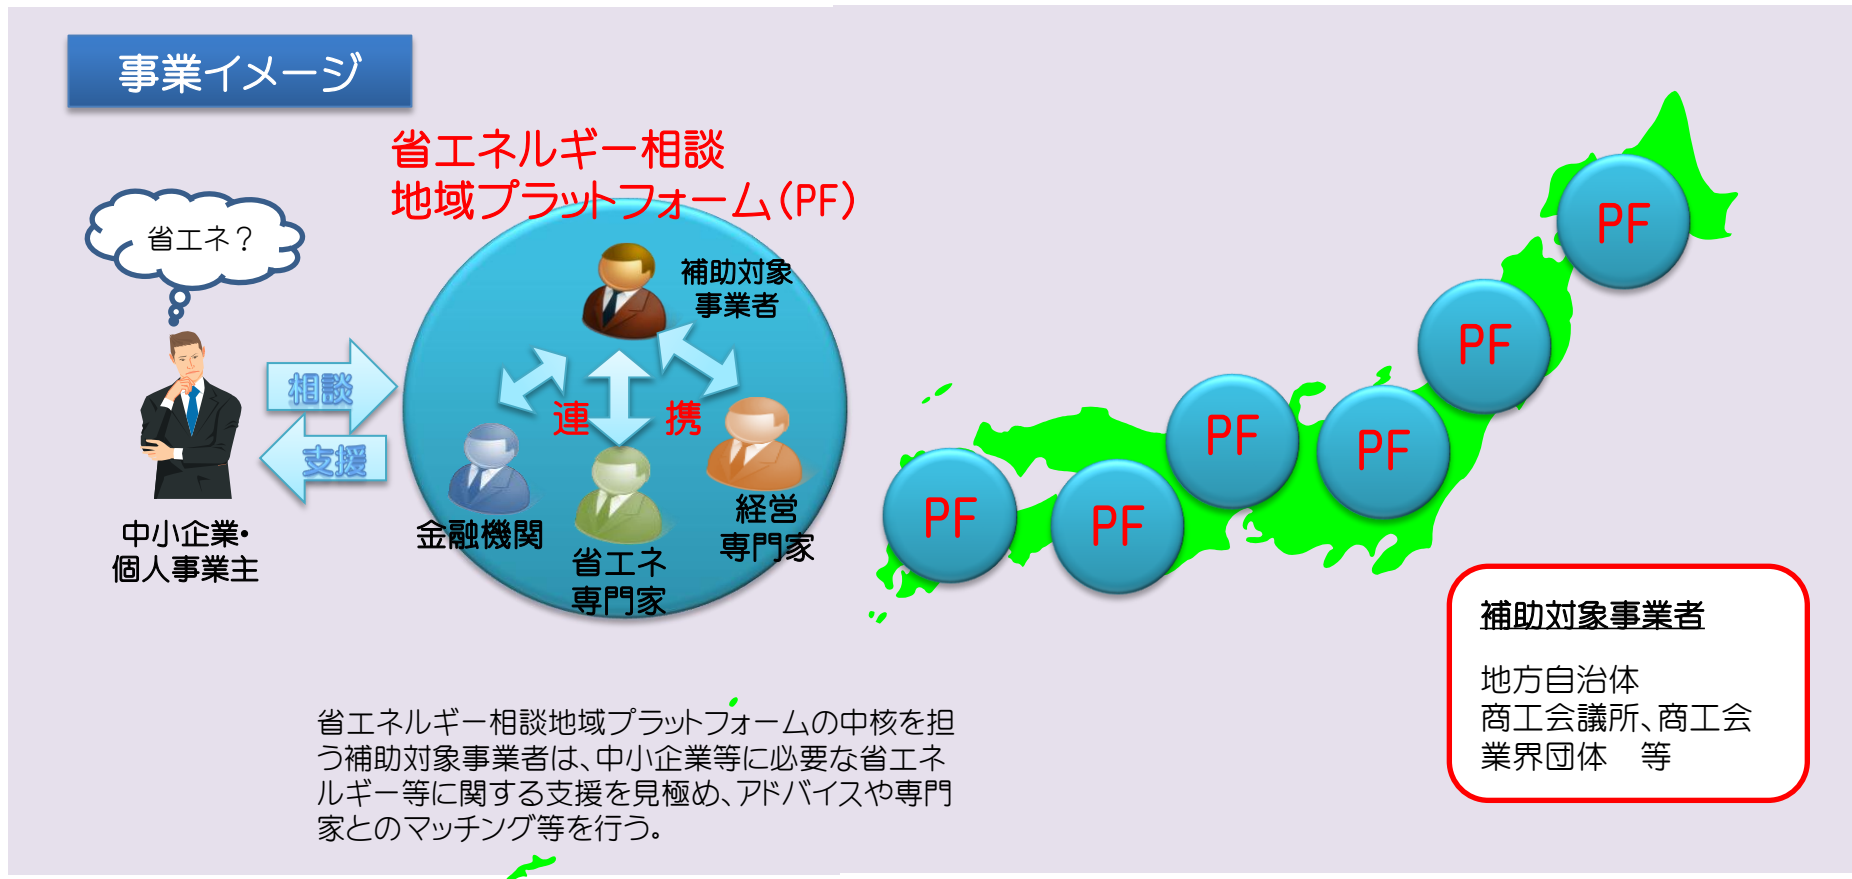 事業イメージ
省エネルギー相談
地域プラットフォーム(PF)
省エネ?
補助対象
事業者
相談
支援
連 携
中小企業・
個人事業主
金融機関
省エネ
専門家
経営
専門家
PF
PF
PF
PF
PF
PF
PF
補助対象事業者
地方自治体
商工会議所、商工会
業界団体 等
省エネルギー相談地域プラットフォームの中核を担
う補助対象事業者は、中小企業等に必要な省エネ
ルギー等に関する支援を見極め、アドバイスや専門
家とのマッチング等を行う。